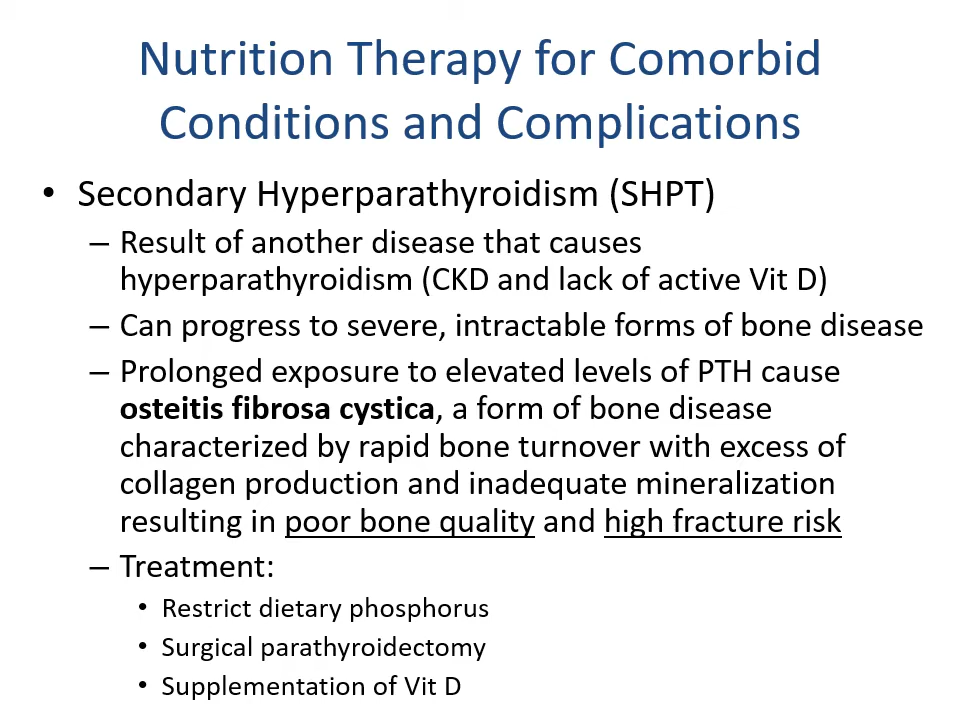 Nutrition Therapy for Comorbid
Conditions and Complications
• Secondary Hyperparathyroidism (SHPT)
– Result of another disease that causes
hyperparathyroidism (CKD and lack of active Vit D)
– Can progress to severe, intractable forms of bone disease
– Prolonged exposure to elevated levels of PTH cause
osteitis fibrosa cystica, a form of bone disease
characterized by rapid bone turnover with excess of
collagen production and inadequate mineralization
resulting in poor bone quality and high fracture risk
– Treatment:
• Restrict dietary phosphorus
• Surgical parathyroidectomy
• Supplementation of Vit D